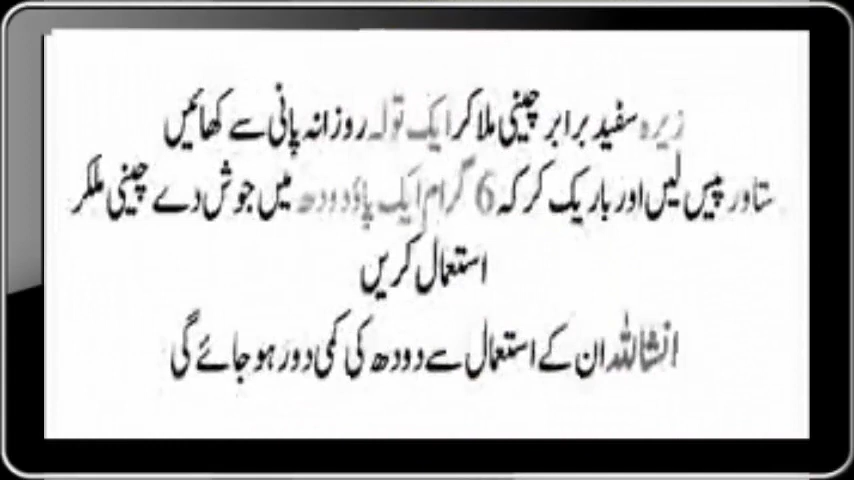 زیرہ سفید برابر چینی ملا کر ایک تولہ روزانہ پانی سے کھائیں
ستاور پیس لیں اور باریک کر کہ 6 گرام ایک پاؤ دودھ میں جوش دے چینی ملکر
استعمال کریں
انشاللہ ان کے استعمال سے دودھ کی کمی دور ہو جائے گی